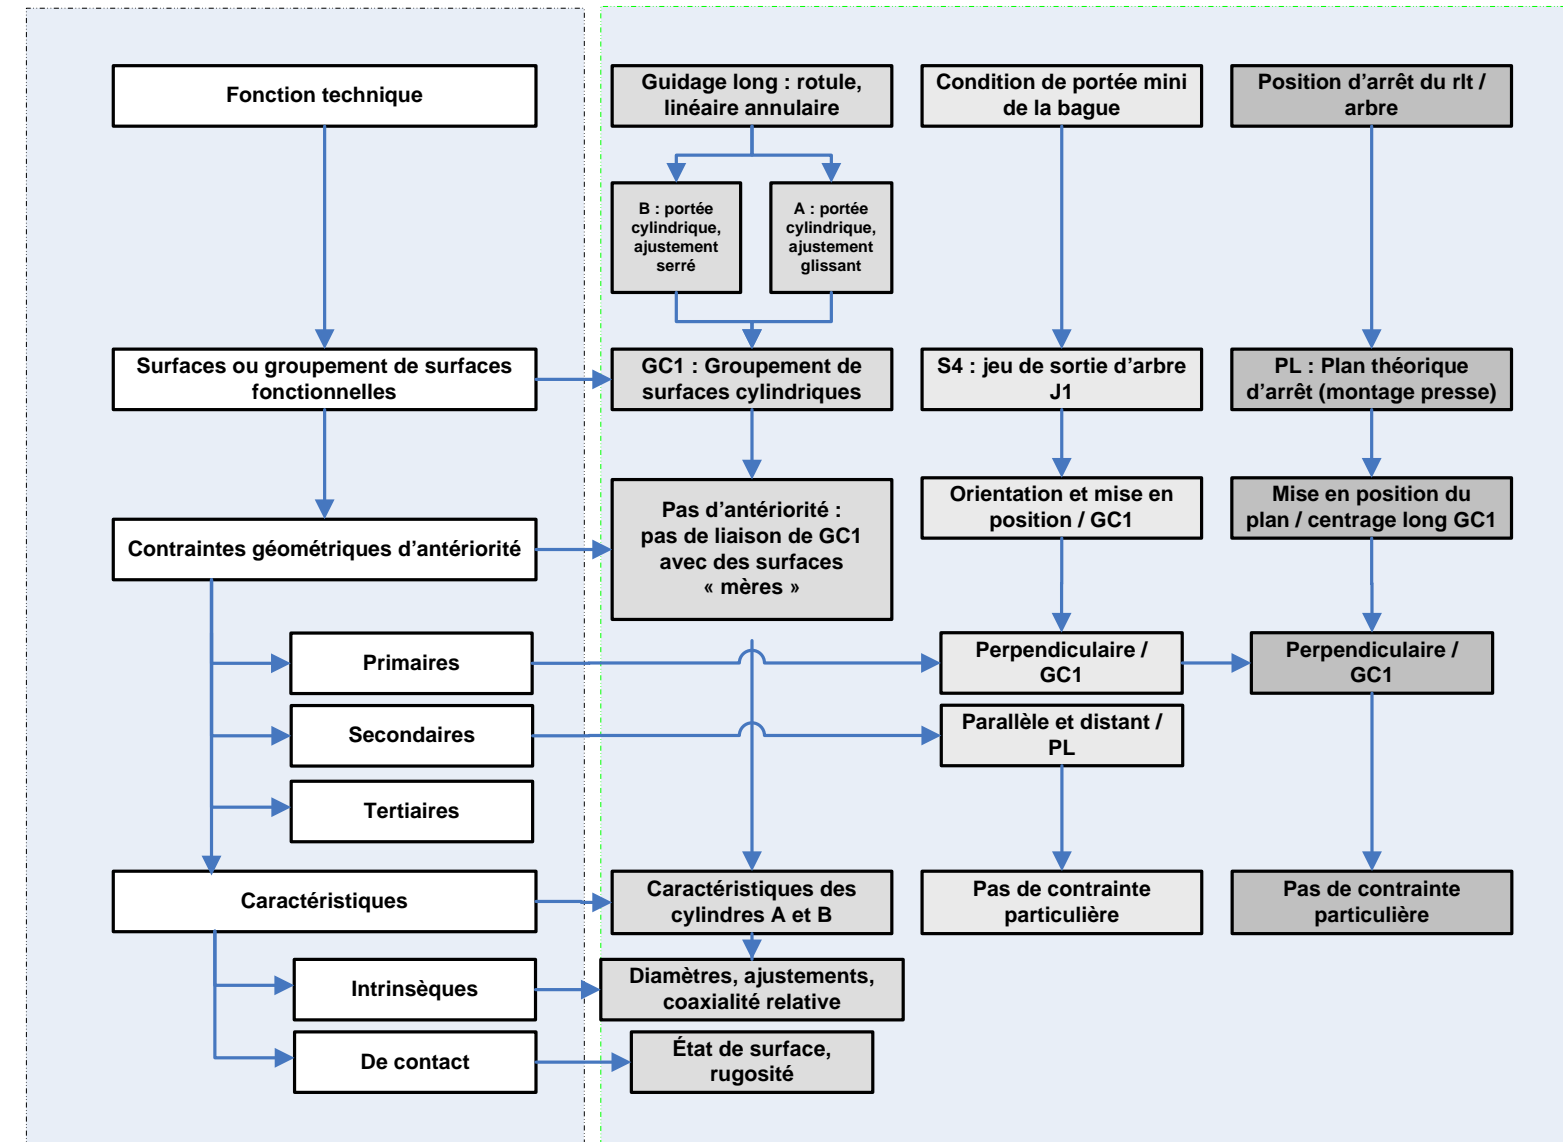 Fonction technique
Guidage long : rotule,
linéaire annulaire
Condition de portée mini
de la bague
Position d'arrêt du rlt /
arbre
B : portée
cylindrique,
ajustement
serré
A : portée
cylindrique,
ajustement
glissant
Surfaces ou groupement de surfaces
fonctionnelles
GC1 : Groupement de
surfaces cylindriques
S4 : jeu de sortie d'arbre
J1
PL : Plan théorique
d'arrêt (montage presse)
Contraintes géométriques d'antériorité
Pas d'antériorité :
pas de liaison de GC1
avec des surfaces
« mères »
Orientation et mise en
position / GC1
Mise en position du
plan / centrage long GC1
Primaires
Perpendiculaire /
GC1
Perpendiculaire /
GC1
Secondaires
Parallèle et distant /
PL
Tertiaires
Caractéristiques
Caractéristiques des
cylindres A et B
Pas de contrainte
particulière
Pas de contrainte
particulière
Intrinsèques
Diamètres, ajustements,
coaxialité relative
De contact
État de surface,
rugosité